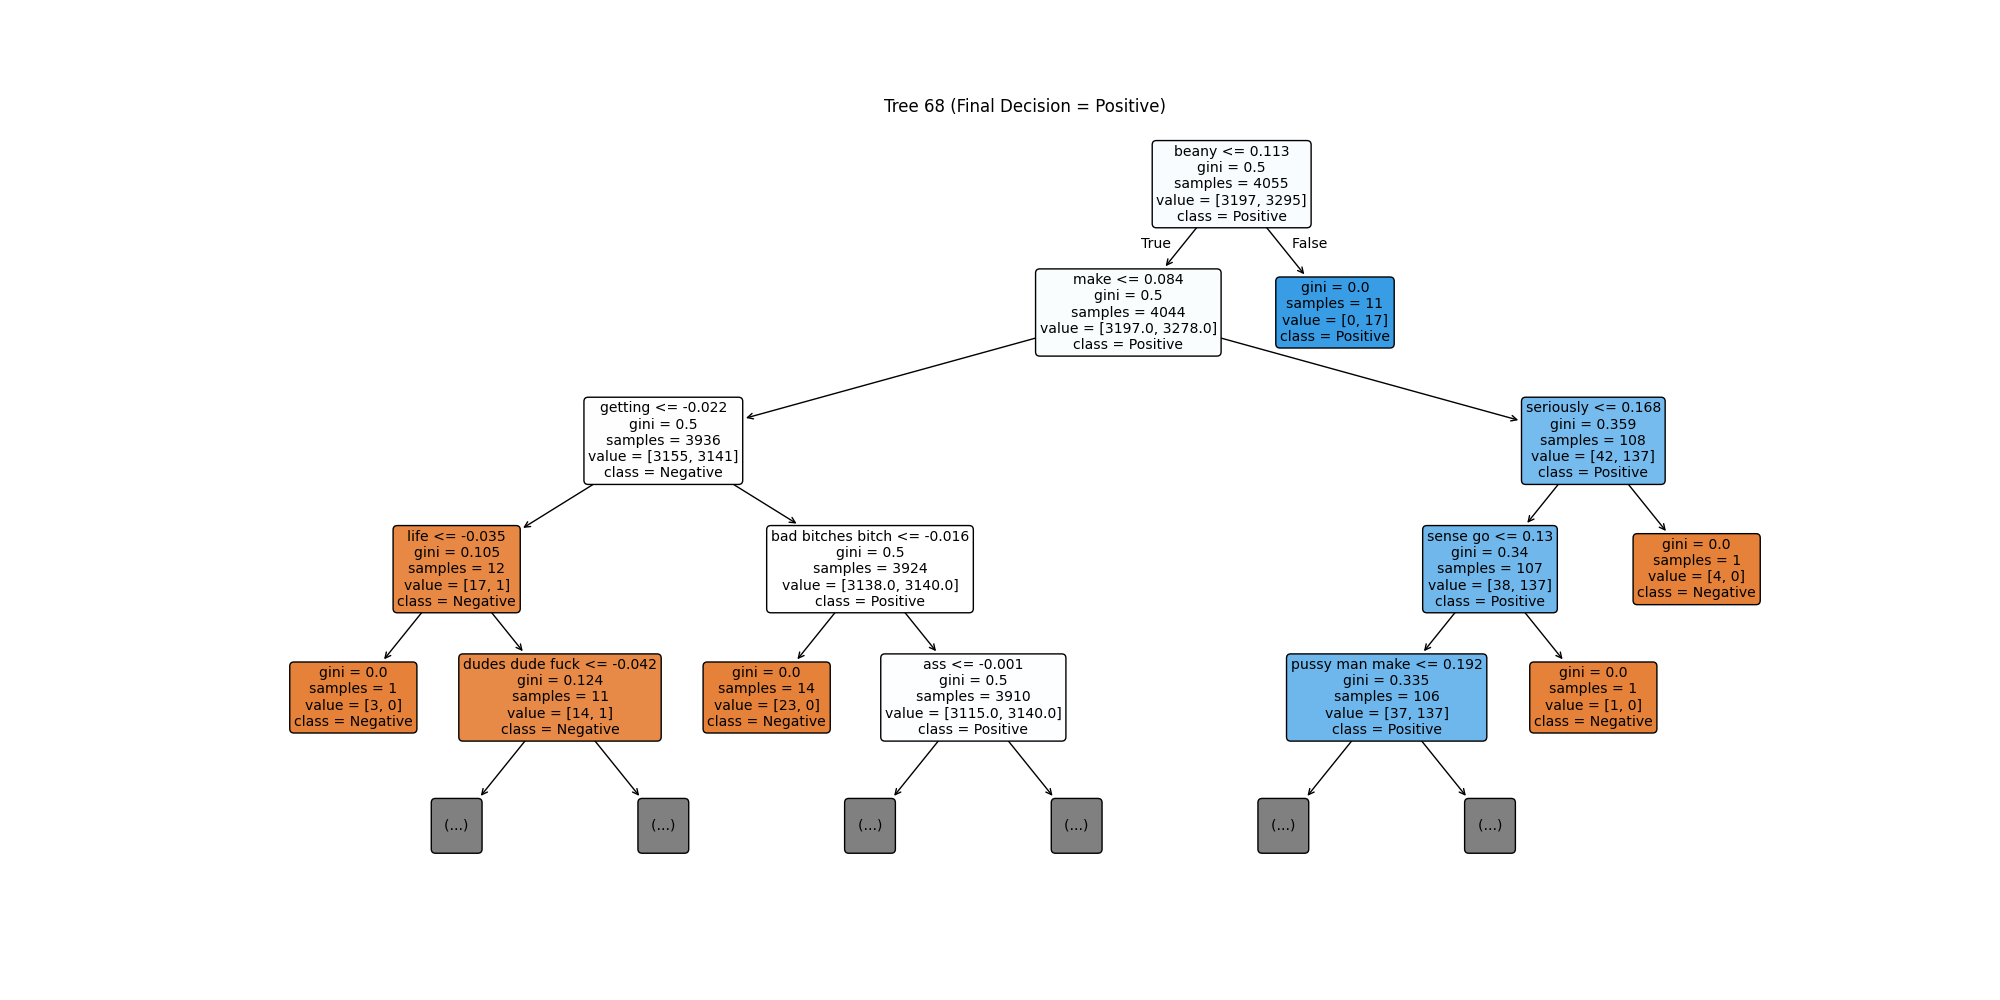 Tree 68 (Final Decision = Positive)
beany <= 0.113
gini = 0.5
samples = 4055
value = [3197, 3295]
class = Positive
True
False
make <= 0.084
gini = 0.5
samples = 4044
value = [3197.0, 3278.0]
class = Positive
gini = 0.0
samples = 11
value = [0, 17]
class = Positive
getting <= -0.022
gini = 0.5
samples = 3936
value = [3155, 3141]
class = Negative
seriously <= 0.168
gini = 0.359
samples = 108
value = [42, 137]
class = Positive
life <= -0.035
gini = 0.105
samples = 12
value = [17, 1]
class = Negative
bad bitches bitch <= -0.016
gini = 0.5
samples = 3924
value = [3138.0, 3140.0]
class = Positive
sense go <= 0.13
gini = 0.34
samples = 107
value = [38, 137]
class = Positive
gini = 0.0
samples = 1
value = [4, 0]
class = Negative
gini = 0.0
samples = 1
value = [3, 0]
class = Negative
dudes dude fuck <= -0.042
gini = 0.124
samples = 11
value = [14, 1]
class = Negative
gini = 0.0
samples = 14
value = [23, 0]
class = Negative
ass <= -0.001
gini = 0.5
samples = 3910
value = [3115.0, 3140.0]
class = Positive
pussy man make <= 0.192
gini = 0.335
samples = 106
value = [37, 137]
class = Positive
gini = 0.0
samples = 1
value = [1, 0]
class = Negative
(...)
(...)
(...)
(...)
(...)
(...)